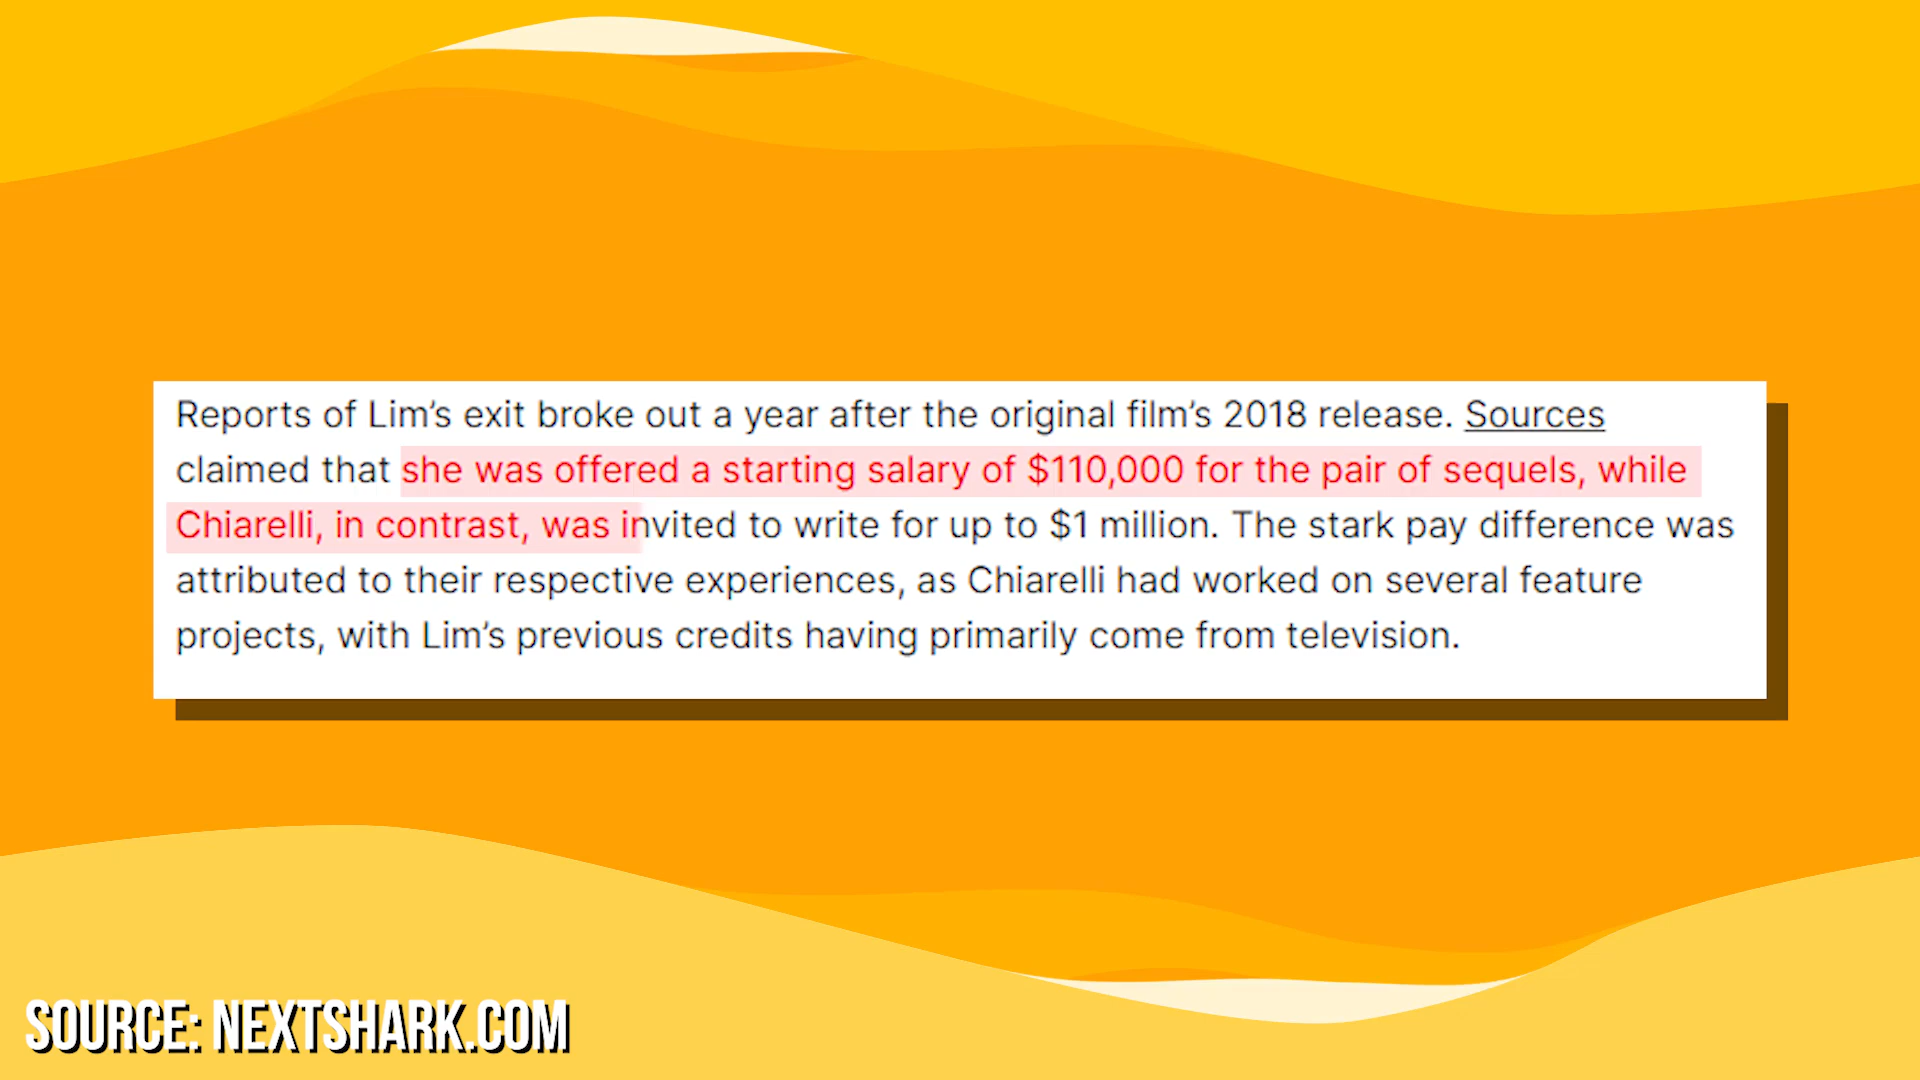 Reports of Lim’s exit broke out a year after the original film’s 2018 release. Sources
claimed that she was offered a starting salary of $110,000 for the pair of sequels, while
Chiarelli, in contrast, was invited to write for up to $1 million. The stark pay difference was
attributed to their respective experiences, as Chiarelli had worked on several feature
projects, with Lim’s previous credits having primarily come from television.
SOURCE: NEXTSHARK.COM